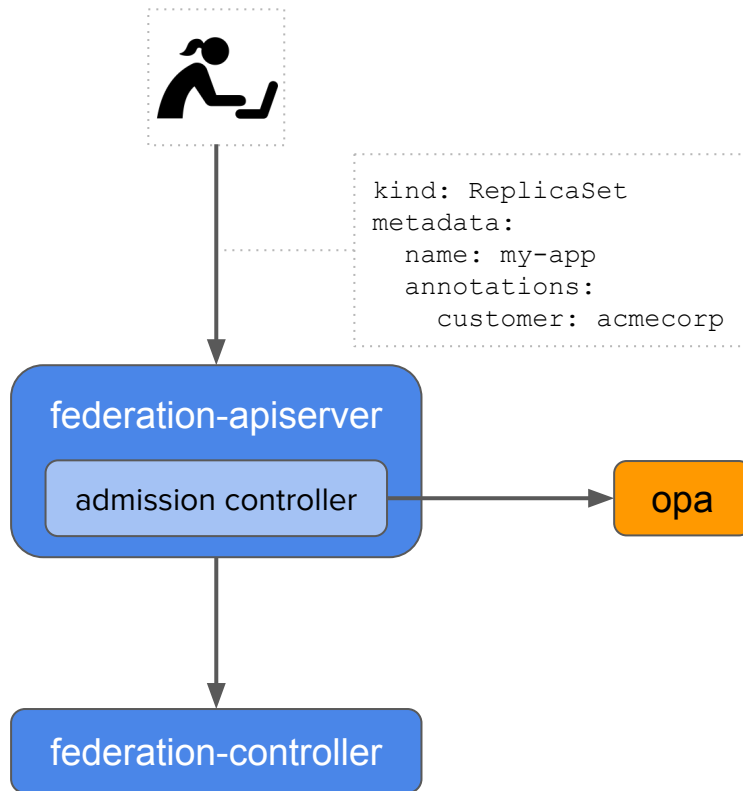 kind: ReplicaSet
metadata:
  name: my-app
  annotations:
    customer: acmecorp
federation-apiserver
admission controller
opa
federation-controller